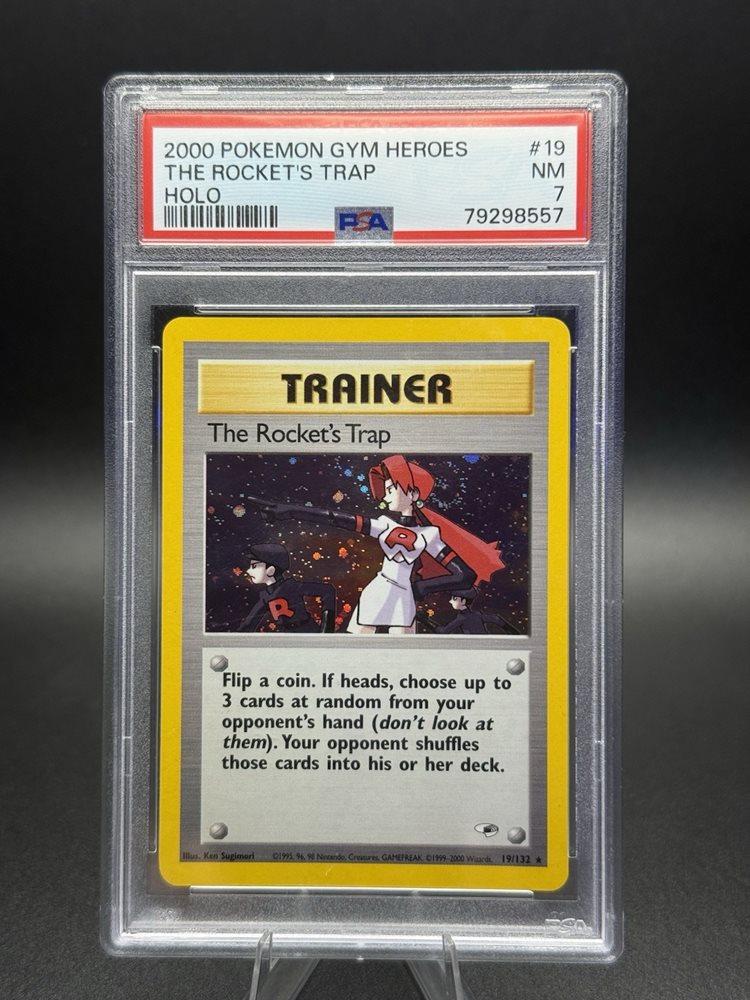 2000 POKEMON GYM HEROES #19
THE ROCKET'S TRAP NM
HOLO 7
PSA 79298557
TRAINER
The Rocket's Trap
R
R
Flip a coin. If heads, choose up to
3 cards at random from your
opponent's hand (don't look at
them). Your opponent shuffles
those cards into his or her deck.
Illus. Ken Sugimori ©1995, 96, 98 Nintendo, Creatures, GAMEFREAK. ©1999-2000 Wizards. 19/132 ★
PSA